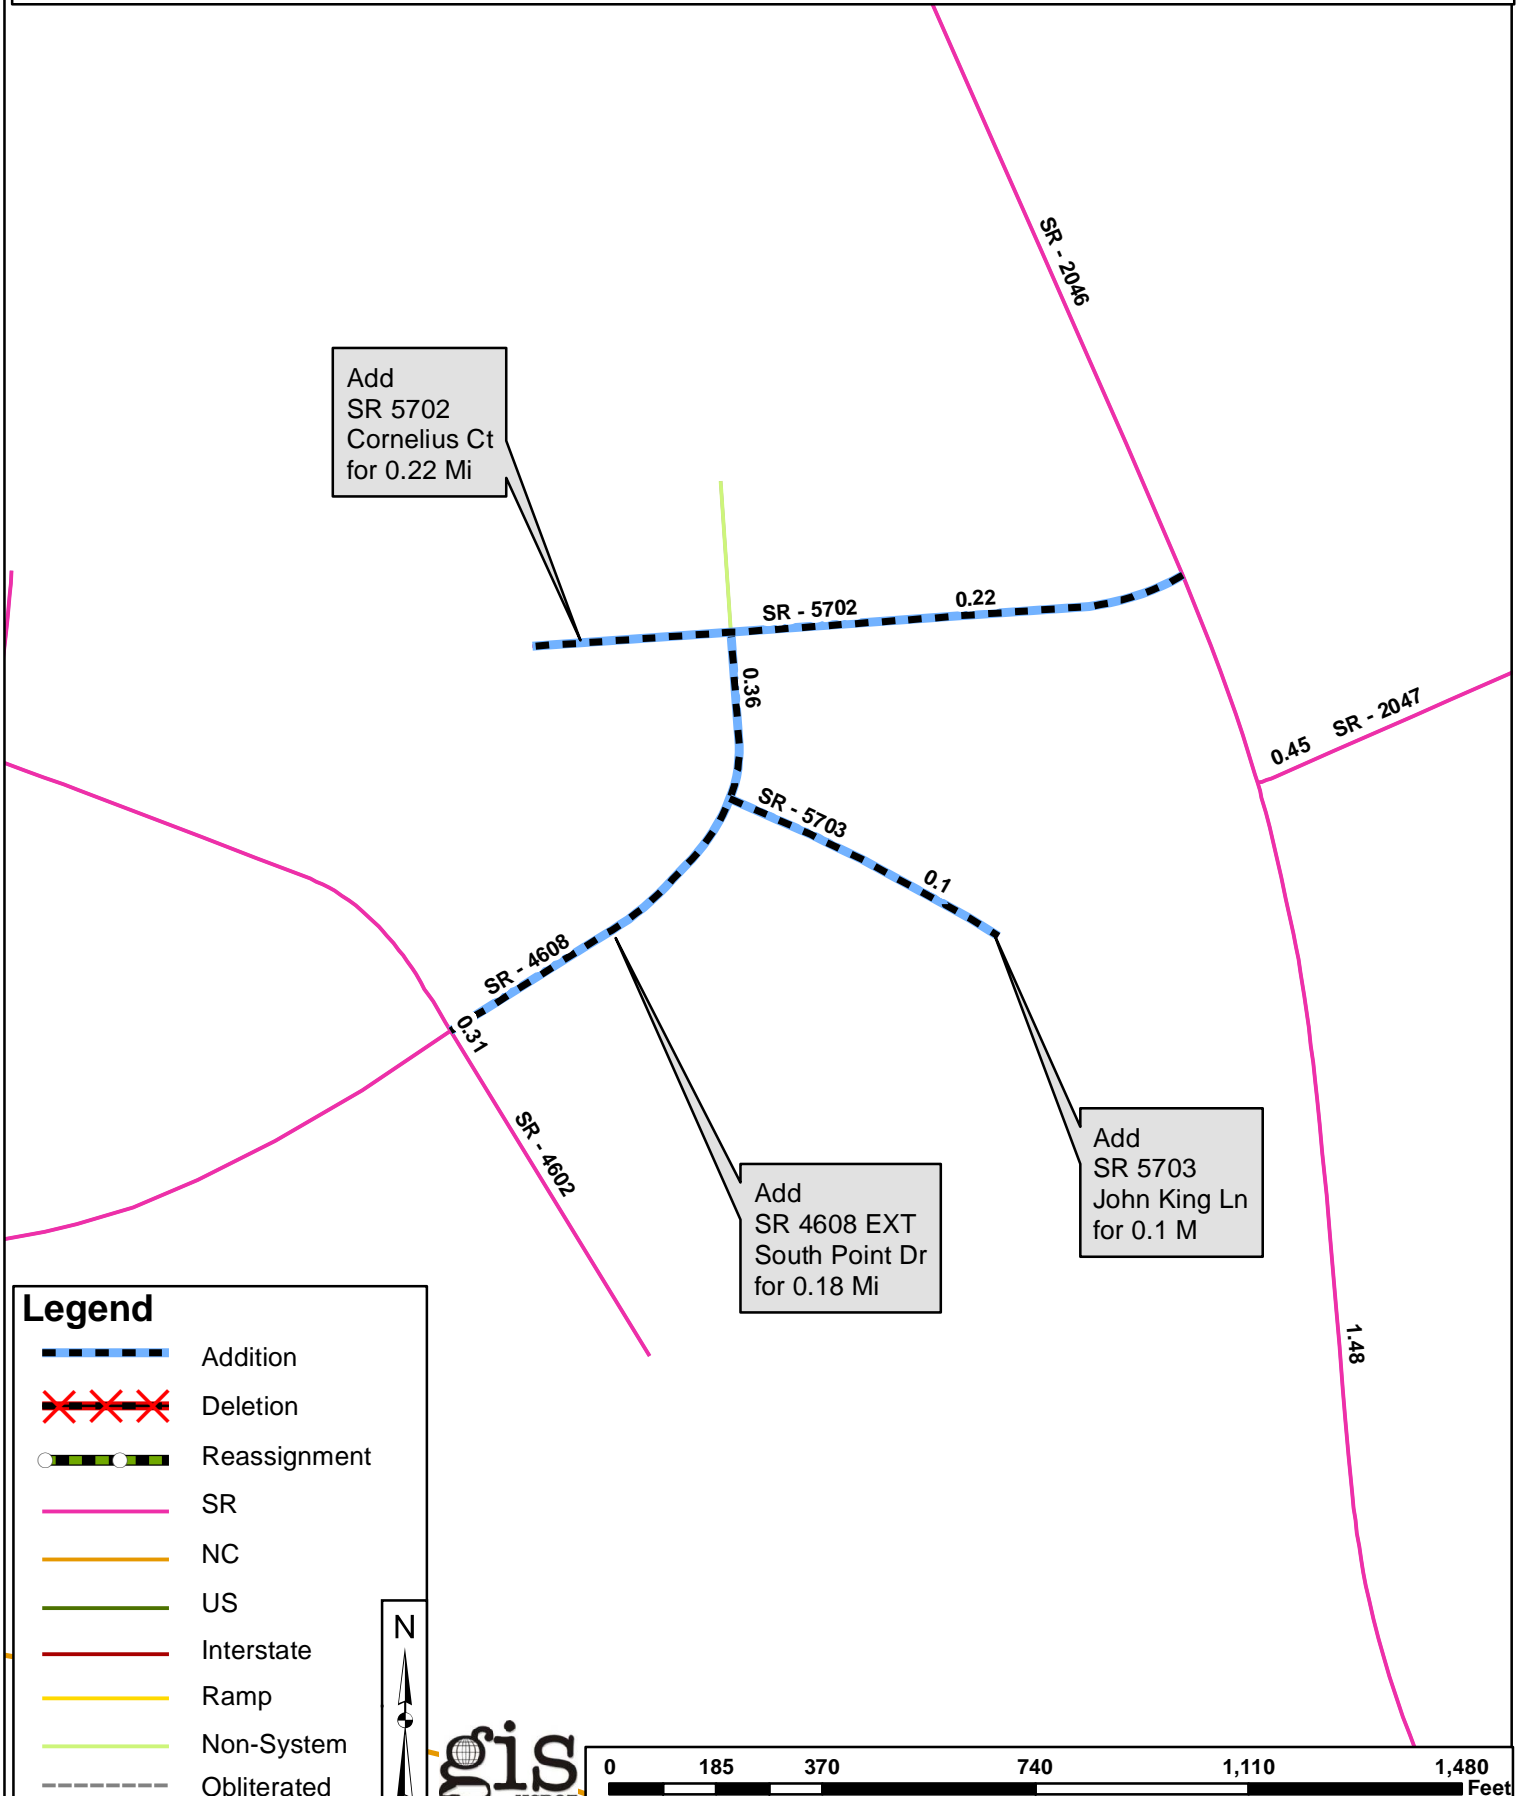 SR - 2046
Add
SR 5702
Cornelius Ct
for 0.22 Mi
SR - 5702
0.22
0.36
0.45
SR - 2047
SR - 5703
0.1
SR - 4608
0.31
SR - 4602
Add
SR 5703
John King Ln
for 0.1 M
Add
SR 4608 EXT
South Point Dr
for 0.18 Mi
1.48
Legend
Addition
Deletion
Reassignment
SR
NC
US
Interstate
Ramp
Non-System
Obliterated
N
gis
0 185 370 740 1,110 1,480
Feet